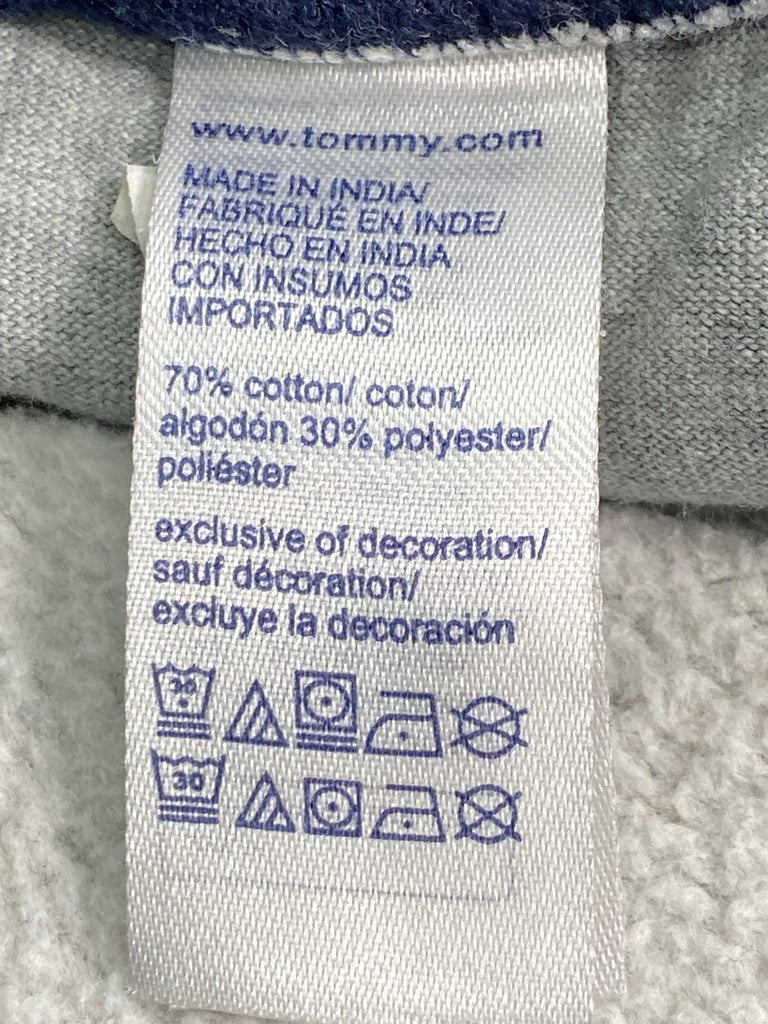 www.tommy.com
MADE IN INDIA/
FABRIQUÉ EN INDE/
HECHO EN INDIA
CON INSUMOS
IMPORTADOS
70% cotton/ coton/
algodón 30% polyester/
poliéster
exclusive of decoration/
sauf décoration/
excluye la decoración
30
30